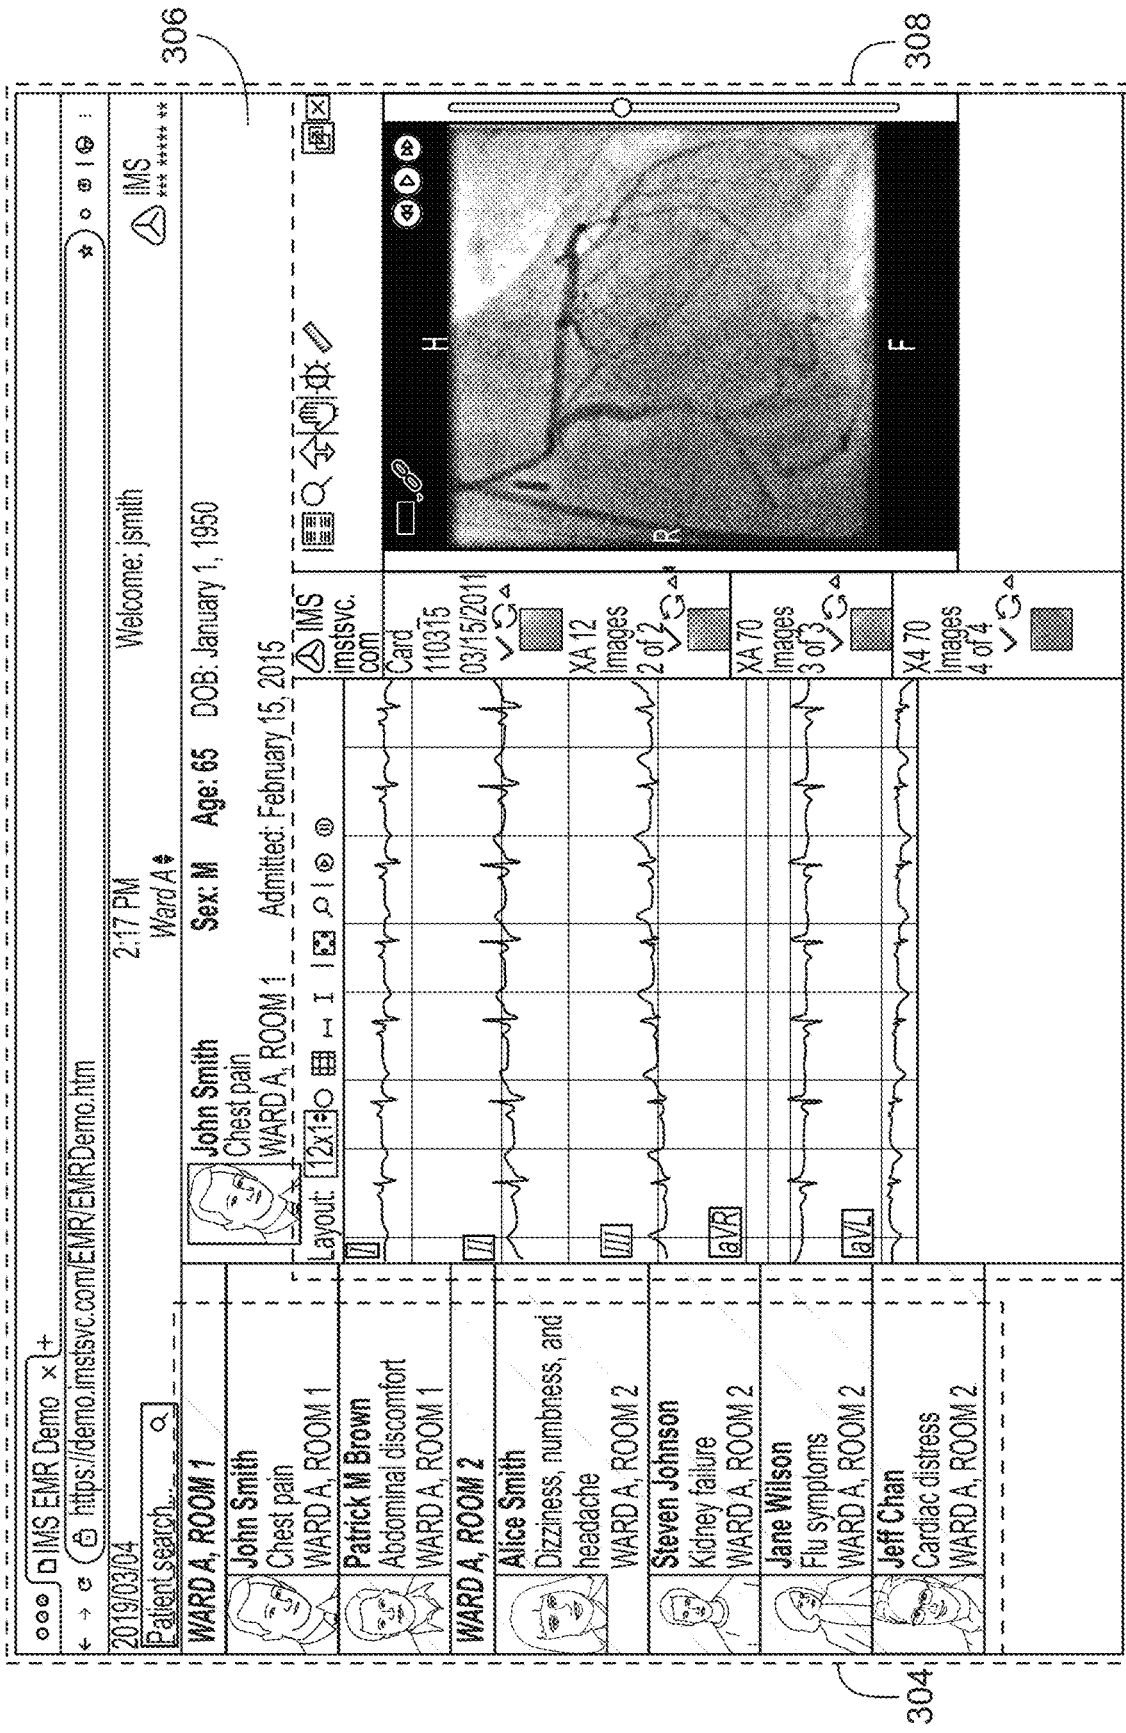 IMS EMR Demo x +
https://demo.imstsvc.com/EMR/EMRDemo.htm
2019/03/04
2:17 PM
Welcome: jsmith
IMS
*** ***** **
Patient search...
Ward A
WARD A, ROOM 1
John Smith
Chest pain
WARD A, ROOM 1
Patrick M Brown
Abdominal discomfort
WARD A, ROOM 1
WARD A, ROOM 2
Alice Smith
Dizziness, numbness, and
headache
WARD A, ROOM 2
Steven Johnson
Kidney failure
WARD A, ROOM 2
Jane Wilson
Flu symptoms
WARD A, ROOM 2
Jeff Chan
Cardiac distress
WARD A, ROOM 2
John Smith Sex: M Age: 65 DOB: January 1, 1950
Chest pain
WARD A, ROOM 1 Admitted: February 15, 2015
Layout: 12x1
II
III
aVR
aVL
IMS
imstsvc.
com
Card
110315
03/15/2011
XA 12
Images
2 of 2
XA 70
Images
3 of 3
X4 70
Images
4 of 4
H
R
F
304
306
308